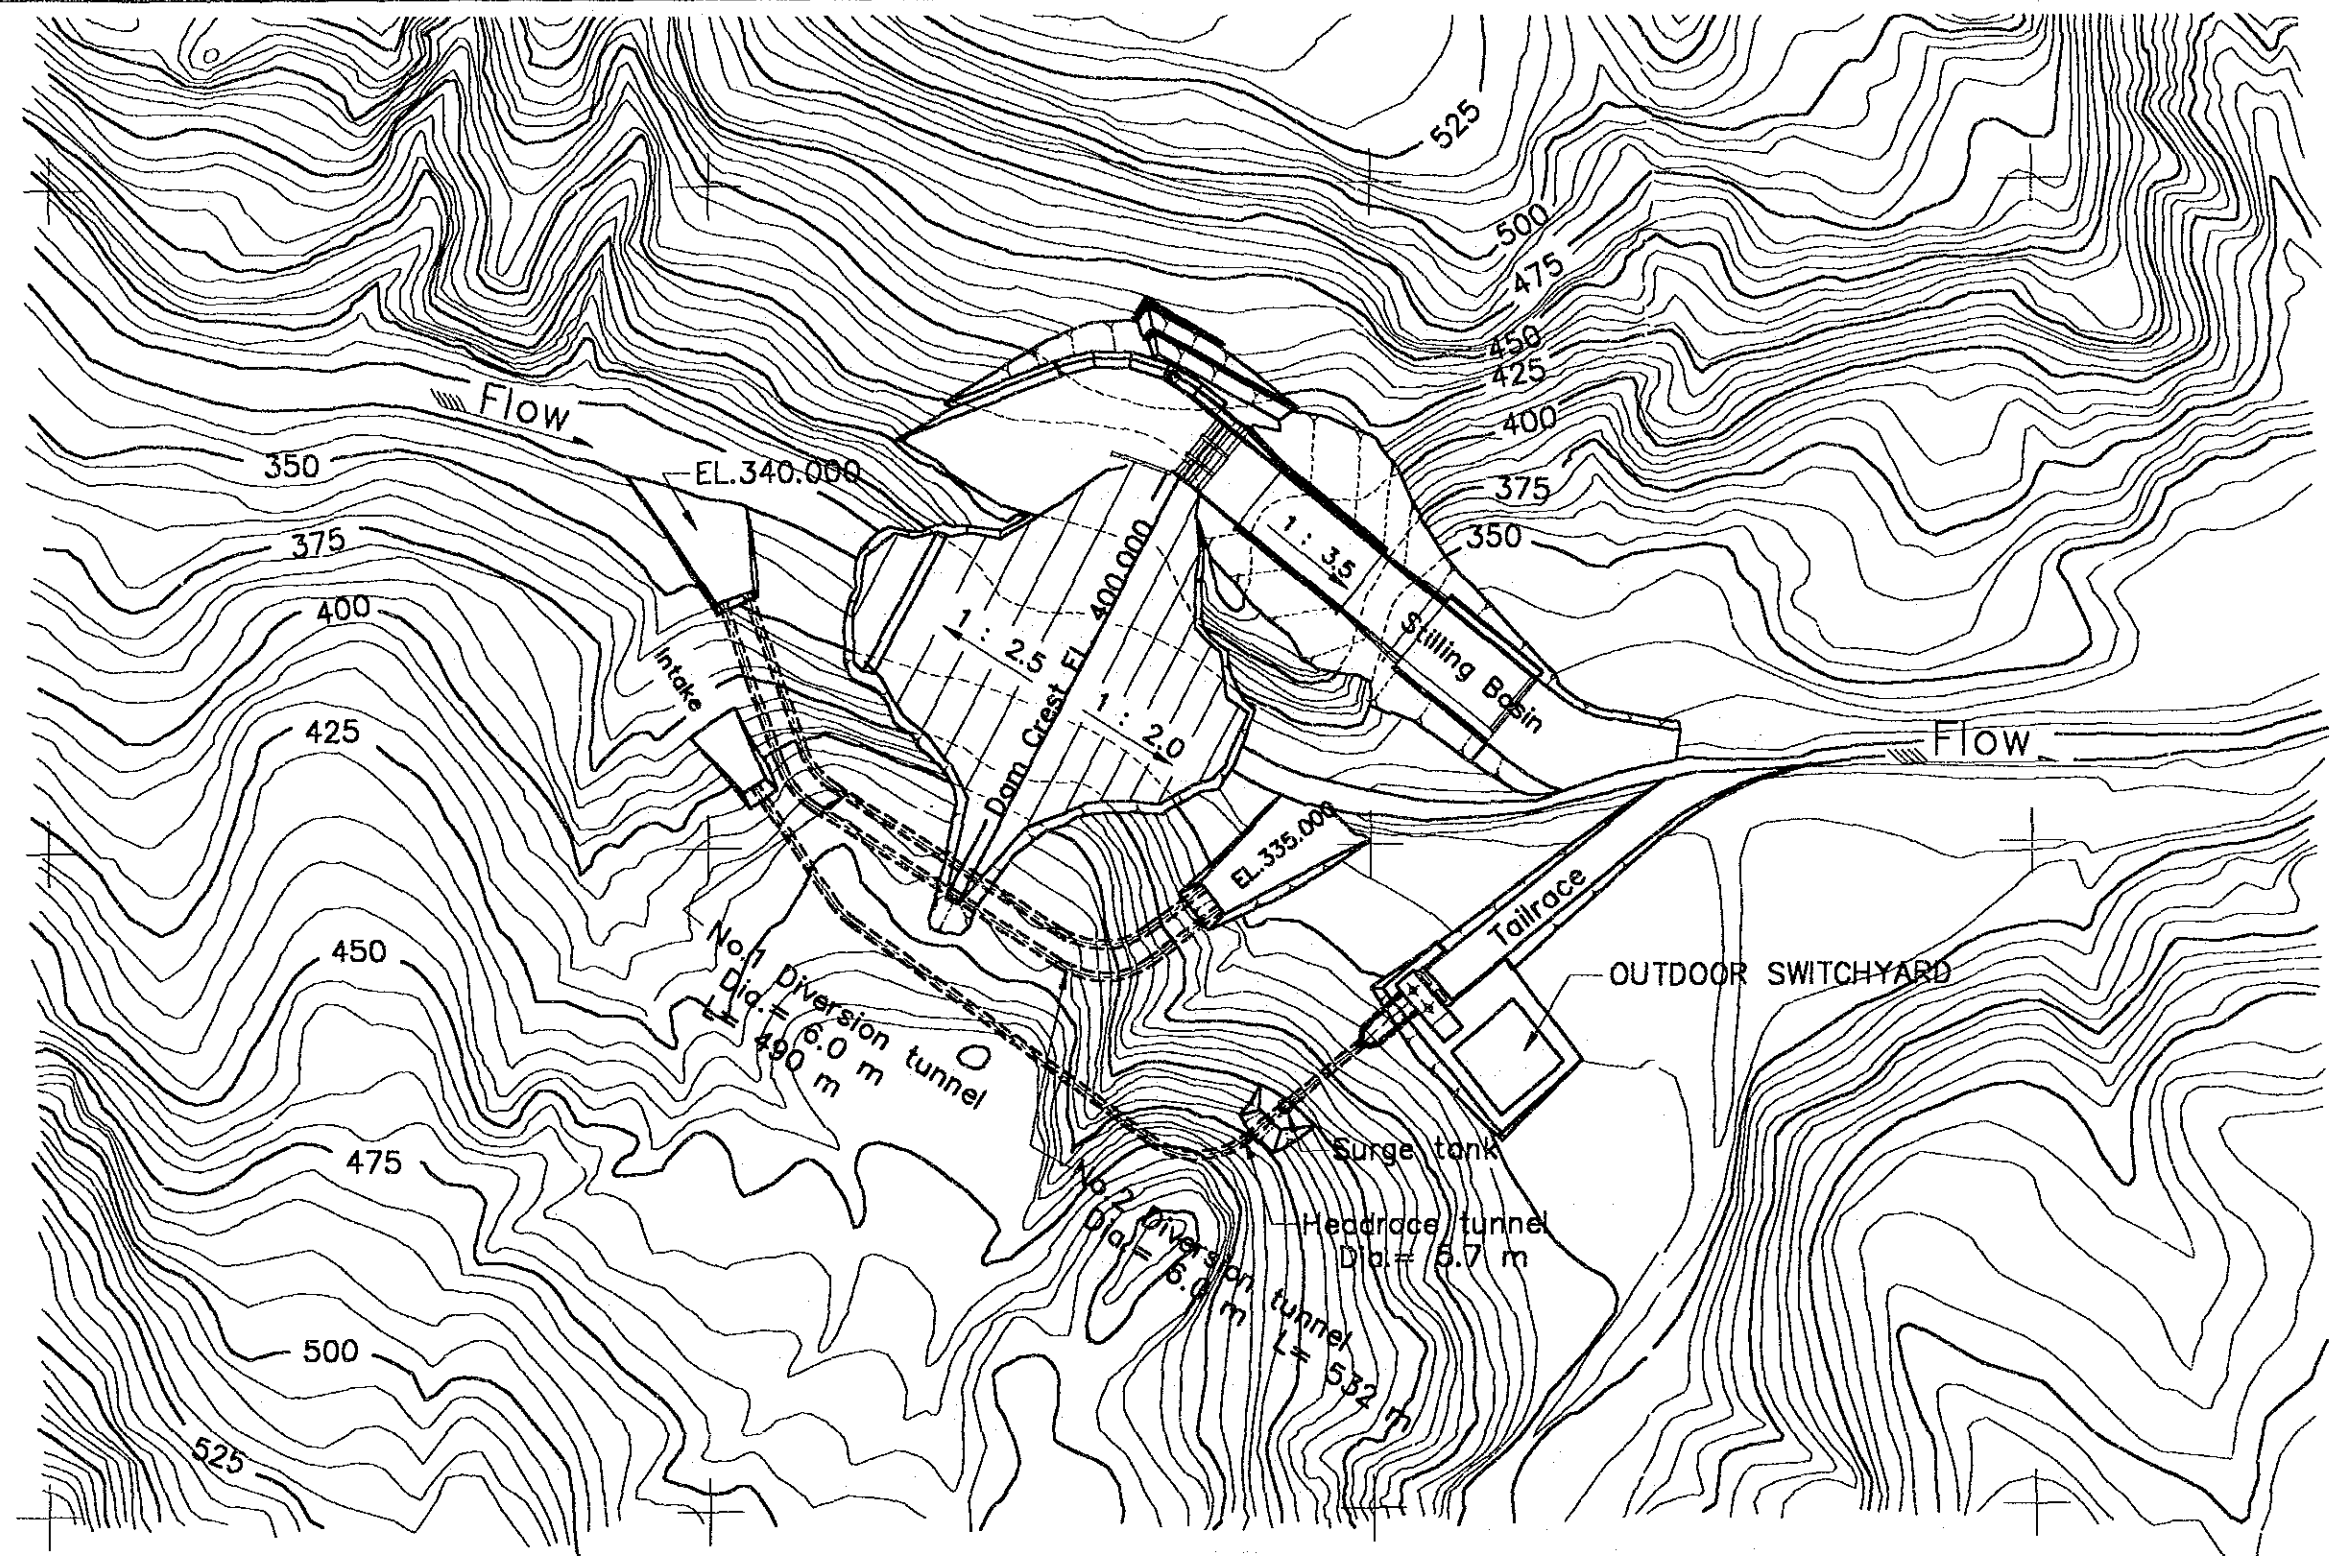 525
500
475
450
425
400
375
350
Flow
EL.340.000
350
375
400
425
450
475
500
525
Intake
1 : 2.5
Dam Crest EL. 400.000
1 : 2.0
1 : 3.5
Stilling Basin
Flow
EL.335.000
Tailrace
OUTDOOR SWITCHYARD
No.1 Diversion tunnel
Dia.= 6.0 m
L= 490 m
Surge tank
No.2 Diversion tunnel
Dia.= 6.0 m L= 532 m
Headrace tunnel
Dia.= 5.7 m